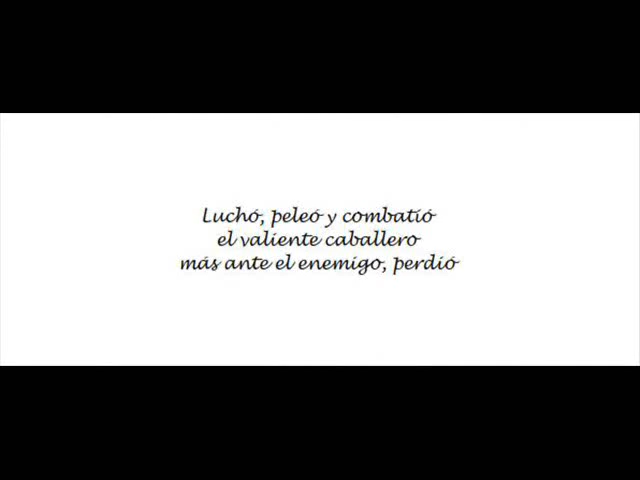 Luchó, peleó y combatió
el valiente caballero
más ante el enemigo, perdió